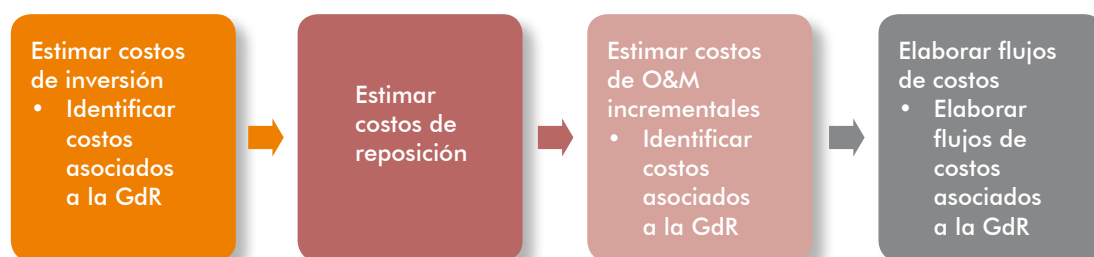 Estimar costos
de inversión
• Identificar
costos
asociados
a la GdR
Estimar
costos de
reposición
Estimar costos
de O&M
incrementales
• Identificar
costos
asociados
a la GdR
Elaborar flujos
de costos
• Elaborar
flujos de
costos
asociados
a la GdR